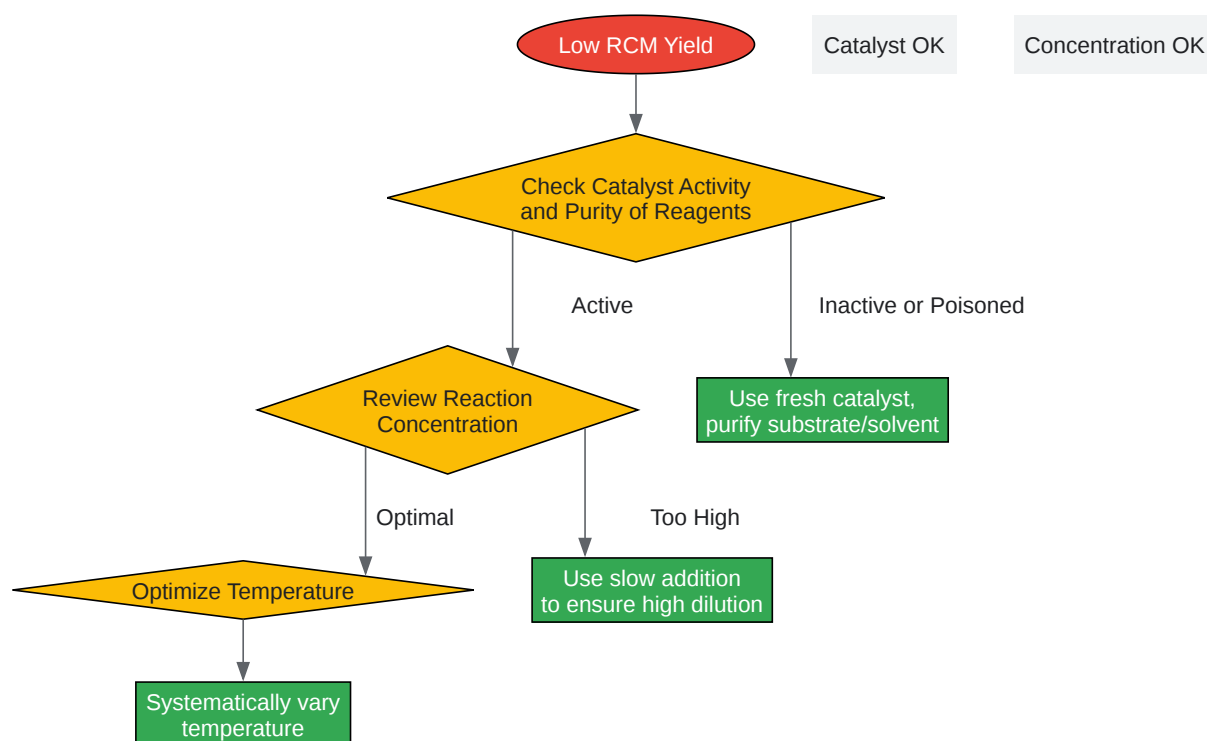 Low RCM Yield
Catalyst OK
Concentration OK
Check Catalyst Activity
and Purity of Reagents
Active
Inactive or Poisoned
Review Reaction
Concentration
Use fresh catalyst,
purify substrate/solvent
Optimal
Too High
Optimize Temperature
Use slow addition
to ensure high dilution
Systematically vary
temperature